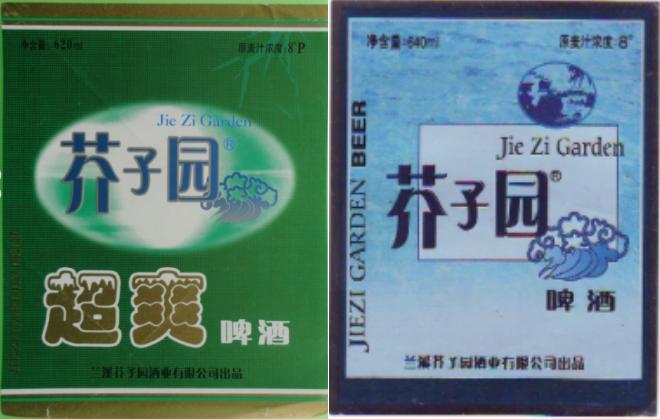 净含量:620ml
原麦汁浓度:8°P
Jie Zi Garden
芥子园®
超爽
啤酒
兰溪芥子园酒业有限公司出品
净含量:640ml
原麦汁浓度:8°
JIEZI GARDEN BEER
Jie Zi Garden
芥子园®
啤酒
兰溪芥子园酒业有限公司出品